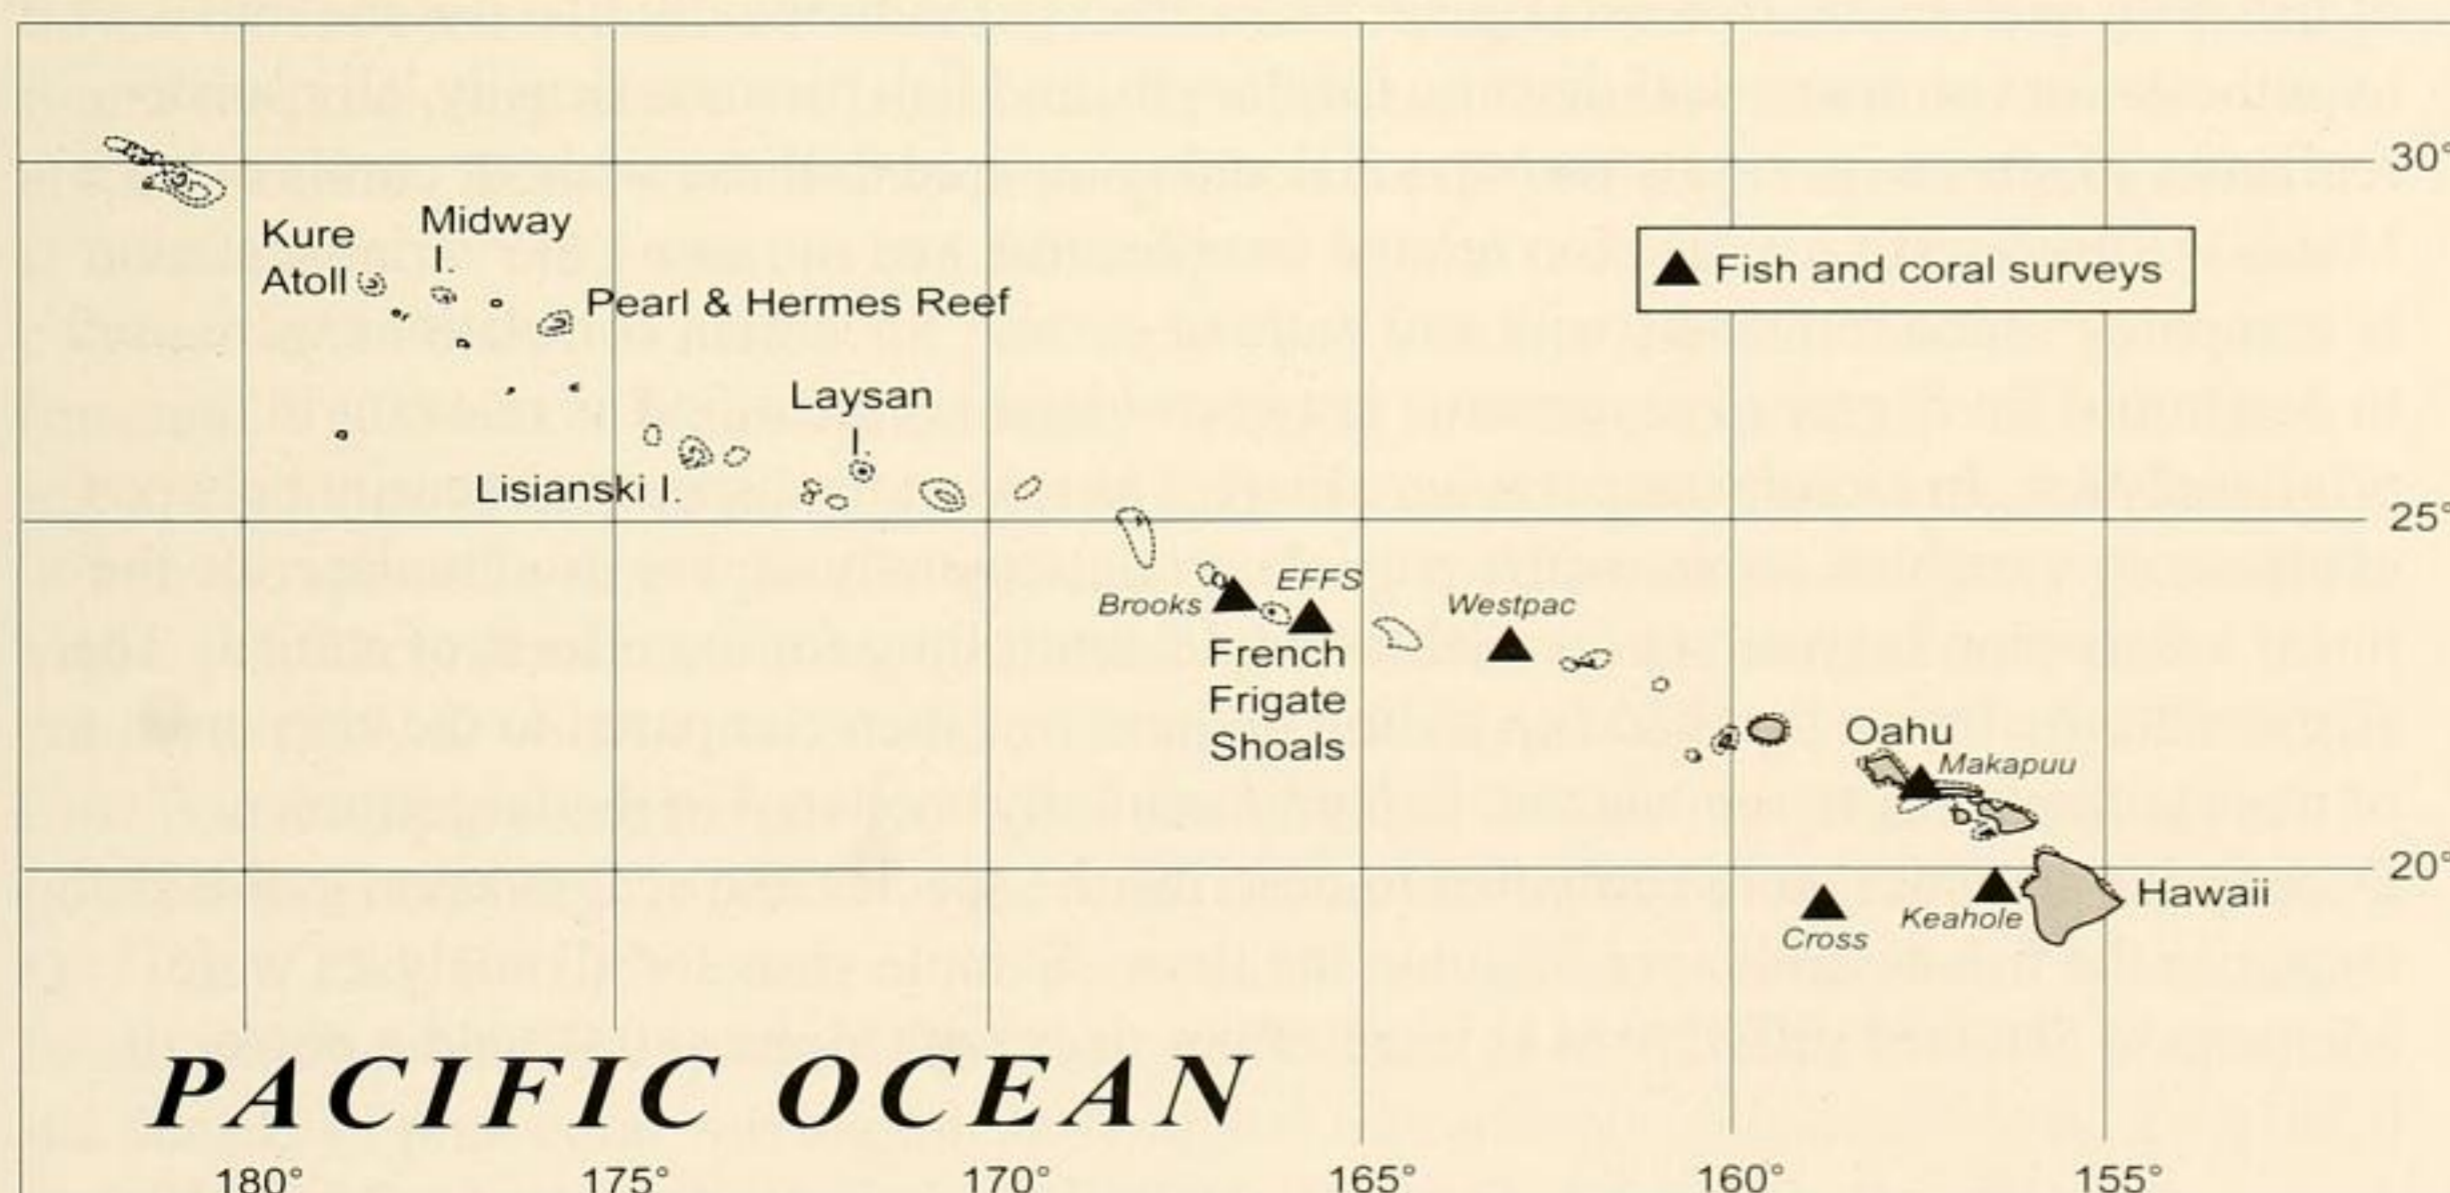 30°
Kure
Atoll
Midway
I.
Pearl & Hermes Reef
Fish and coral surveys
Laysan
I.
Lisianski I.
25°
Brooks
EFFS
Westpac
French
Frigate
Shoals
Oahu
Makapuu
20°
Hawaii
Keahole
Cross
PACIFIC OCEAN
180°
175°
170°
165°
160°
155°